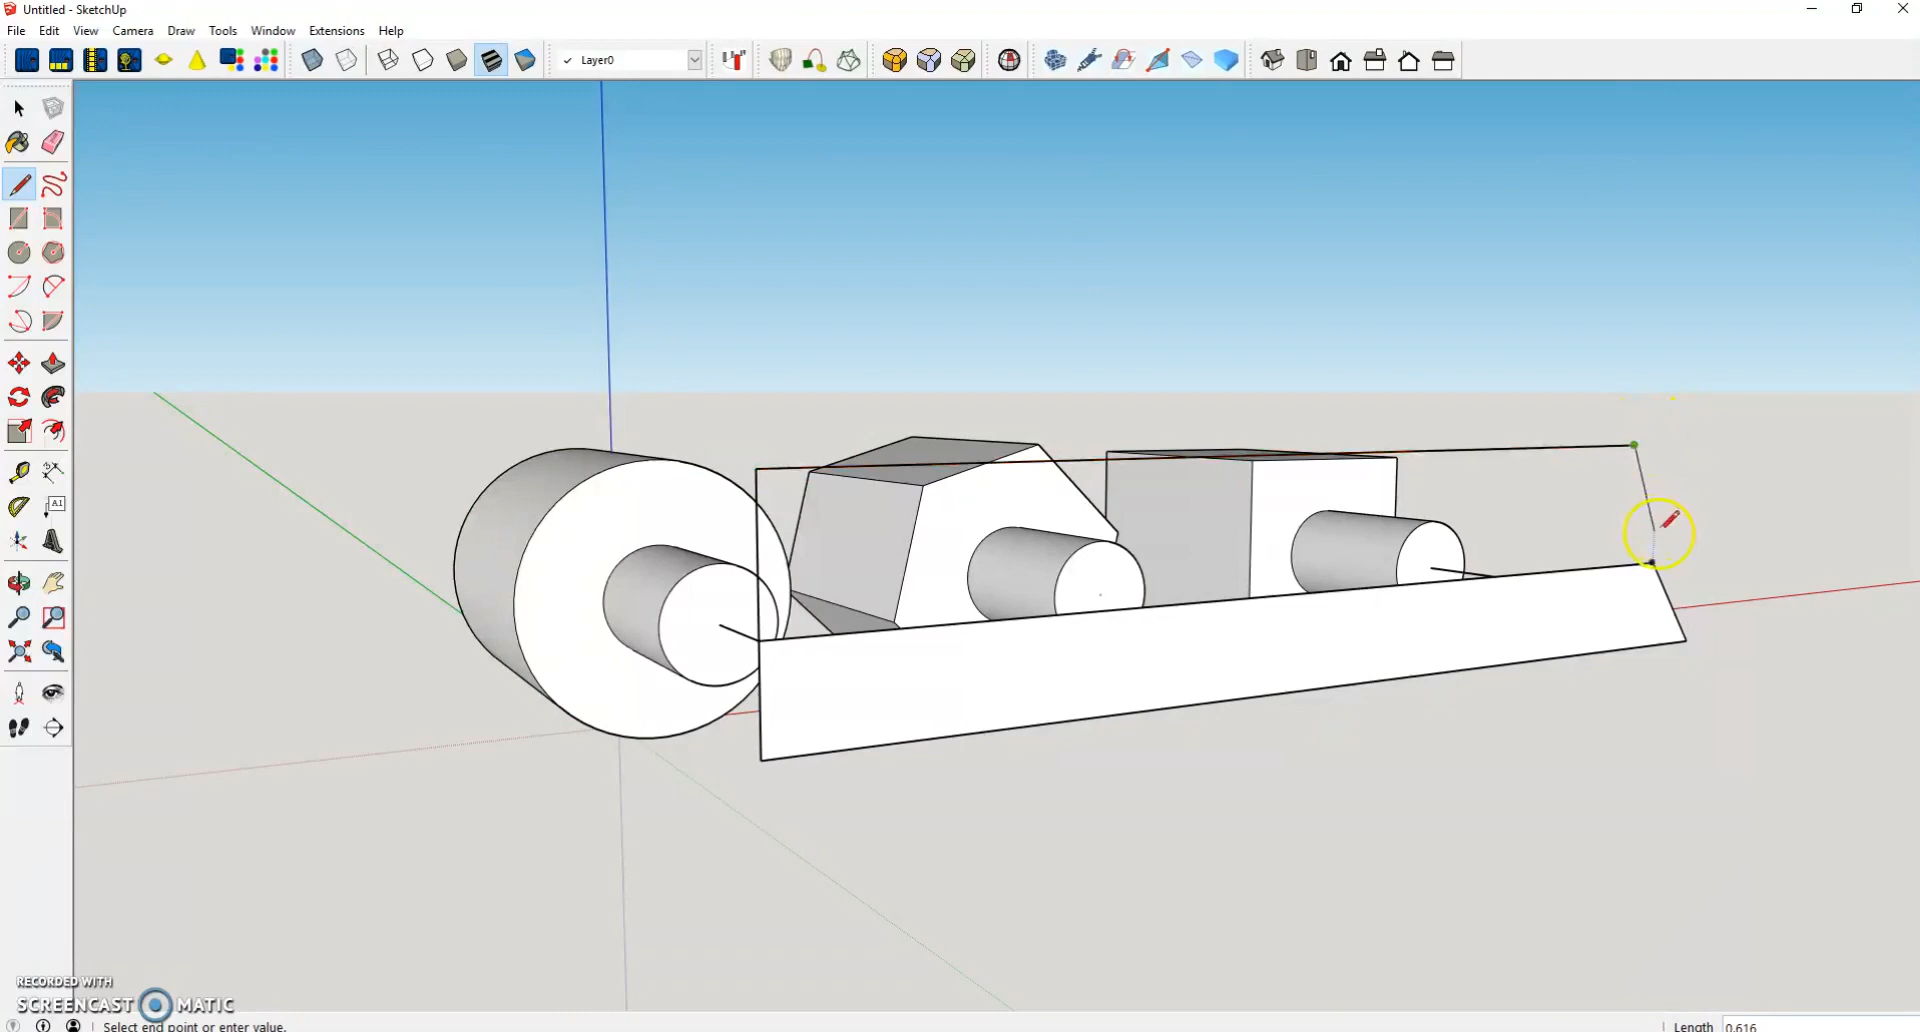 Untitled - SketchUp
File Edit View Camera Draw Tools Window Extensions Help
Layer0
AI
RECORDED WITH
SCREENCAST MATIC
Select end point or enter value.
Length 0.616